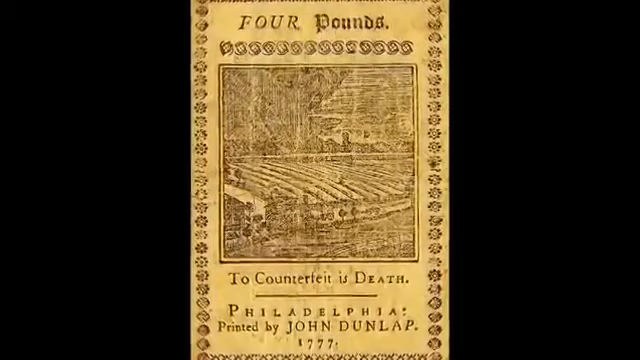 FOUR Pounds.
To Counterfeit is DEATH.
PHILADELPHIA:
Printed by JOHN DUNLAP.
1777.